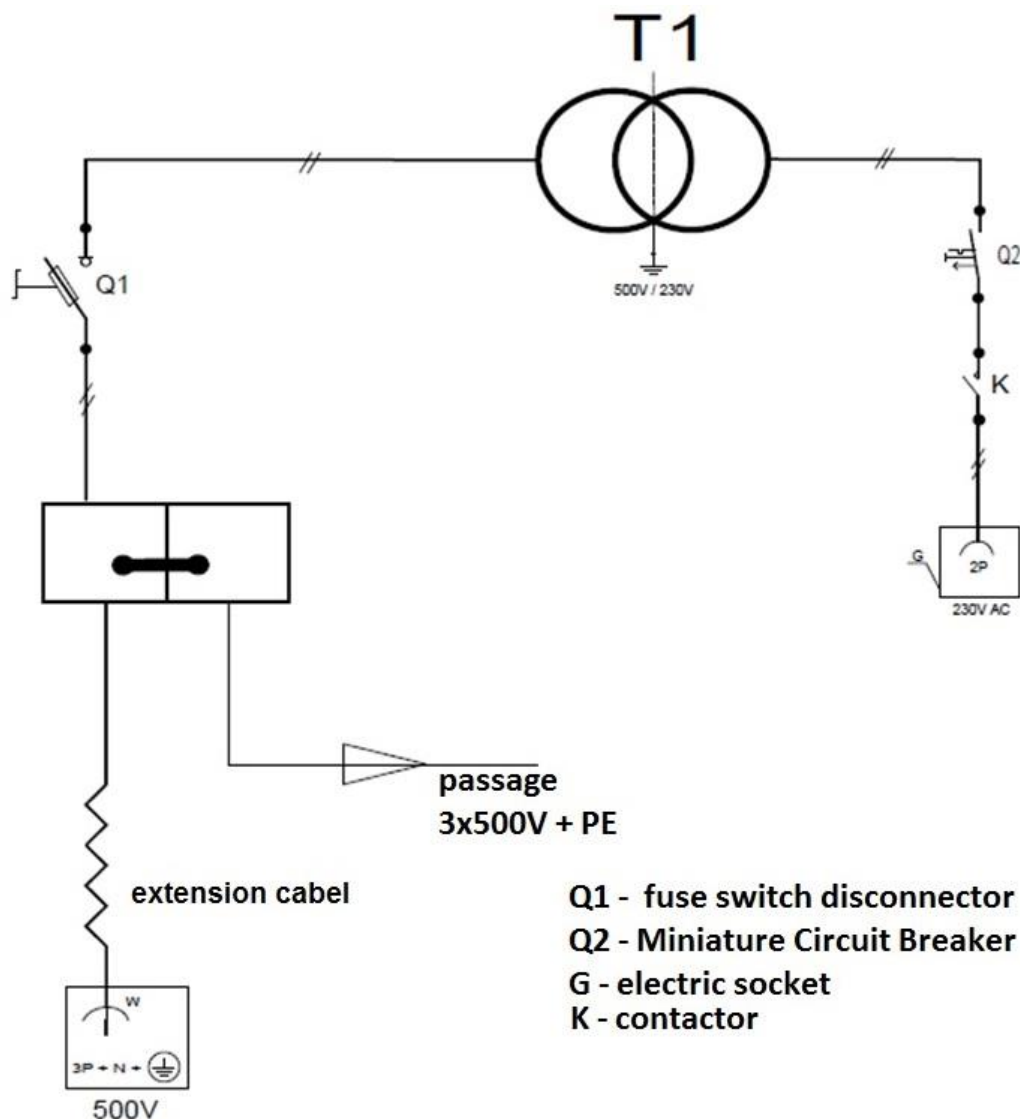 T1
Q1
500V / 230V
Q2
K
G
2P
230V AC
passage
3x500V + PE
extension cabel
Q1 - fuse switch disconnector
Q2 - Miniature Circuit Breaker
G - electric socket
K - contactor
W
3P + N +
500V